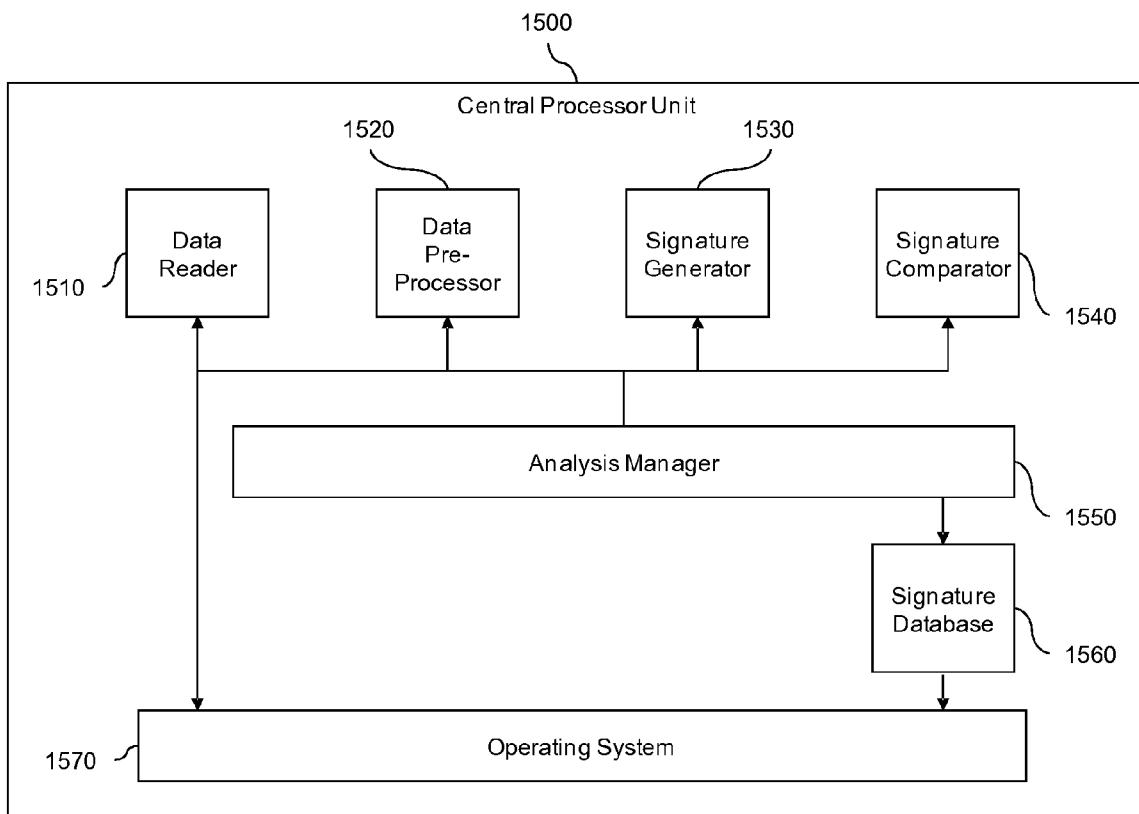 1500
Central Processor Unit
1520
1530
Data
Reader
Data
Pre-
Processor
Signature
Generator
Signature
Comparator
1510
1540
Analysis Manager
1550
Signature
Database
1560
Operating System
1570